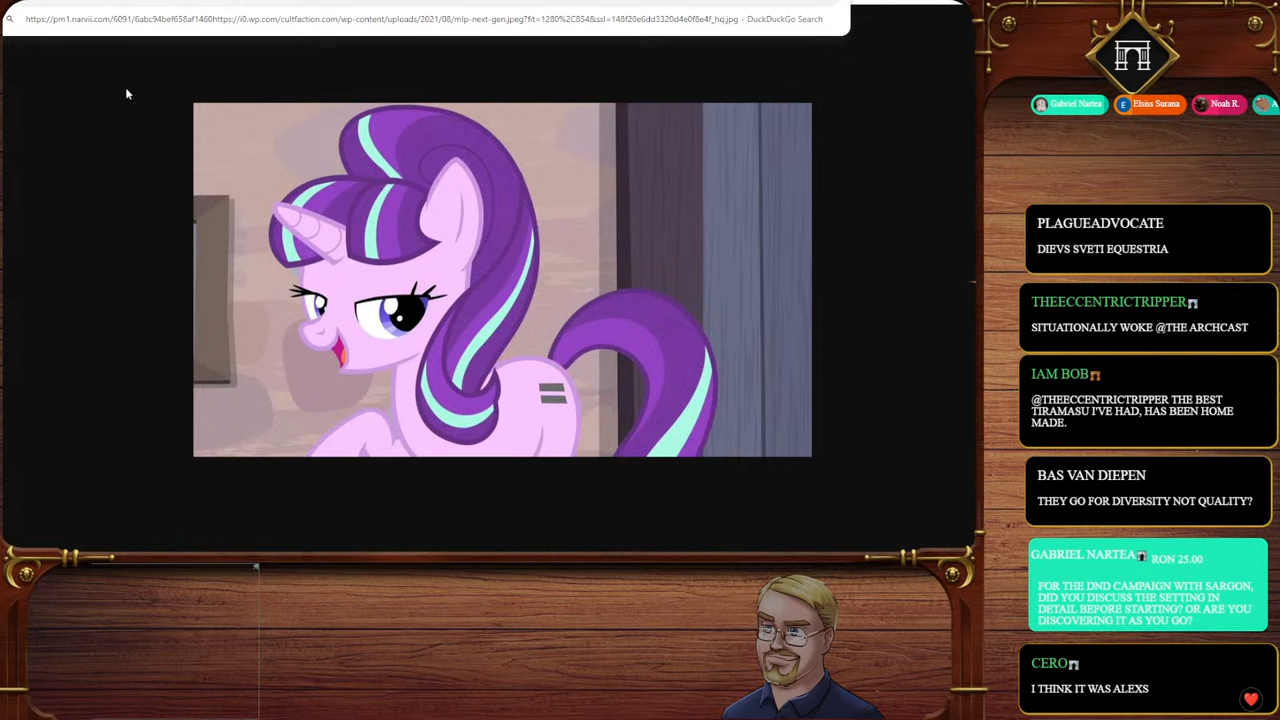 https://pm1.narvii.com/6091/6abc94bef658af1460https://i0.wp.com/cultfaction.com/wp-content/uploads/2021/08/mlp-next-gen.jpeg?fit=1280%2C854&ssl=148f20e6dd3320d4e0f8e4f_hq.jpg - DuckDuckGo Search
Gabriel Nartea
E Elsiss Surana
Noah R.
A
PLAGUEADVOCATE
DIEVS SVETI EQUESTRIA
THEECCENTRICTRIPPER
SITUATIONALLY WOKE @THE ARCHCAST
IAM BOB
@THEECCENTRICTRIPPER THE BEST
TIRAMASU I'VE HAD, HAS BEEN HOME
MADE.
BAS VAN DIEPEN
THEY GO FOR DIVERSITY NOT QUALITY?
GABRIEL NARTEA RON 25.00
FOR THE DND CAMPAIGN WITH SARGON,
DID YOU DISCUSS THE SETTING IN
DETAIL BEFORE STARTING? OR ARE YOU
DISCOVERING IT AS YOU GO?
CERO
I THINK IT WAS ALEXS